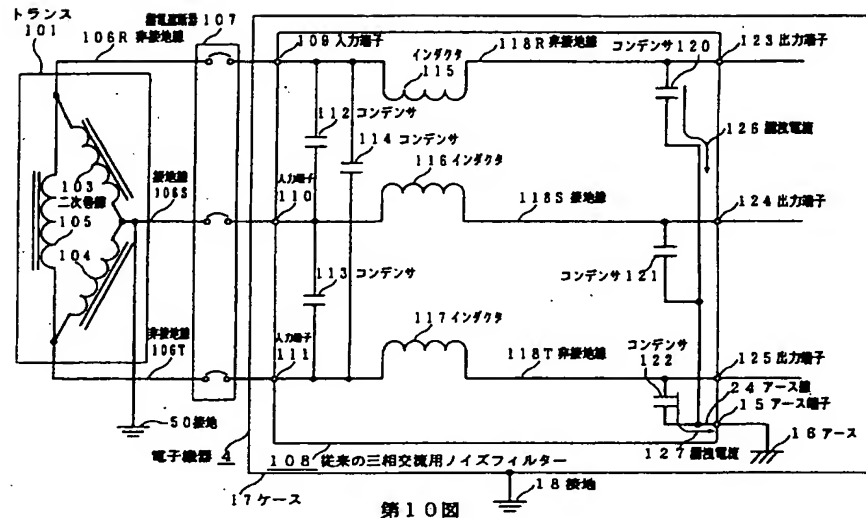 トランス
101
漏電遮断器 107
106R 非接地線
109 入力端子
インダクタ
115
118R 非接地線
コンデンサ 120
123 出力端子
112 コンデンサ
114 コンデンサ
126 漏洩電流
103
二次巻線
105
104
接地線
106S
入力端子
110
116 インダクタ
118S 接地線
124 出力端子
113 コンデンサ
コンデンサ 121
117 インダクタ
非接地線
106T
入力端子
111
118T 非接地線
コンデンサ
122
125 出力端子
24 アース線
15 アース端子
50 接地
16 アース
電子機器 4
108 従来の三相交流用ノイズフィルター
127 漏洩電流
17 ケース
18 接地
第10図